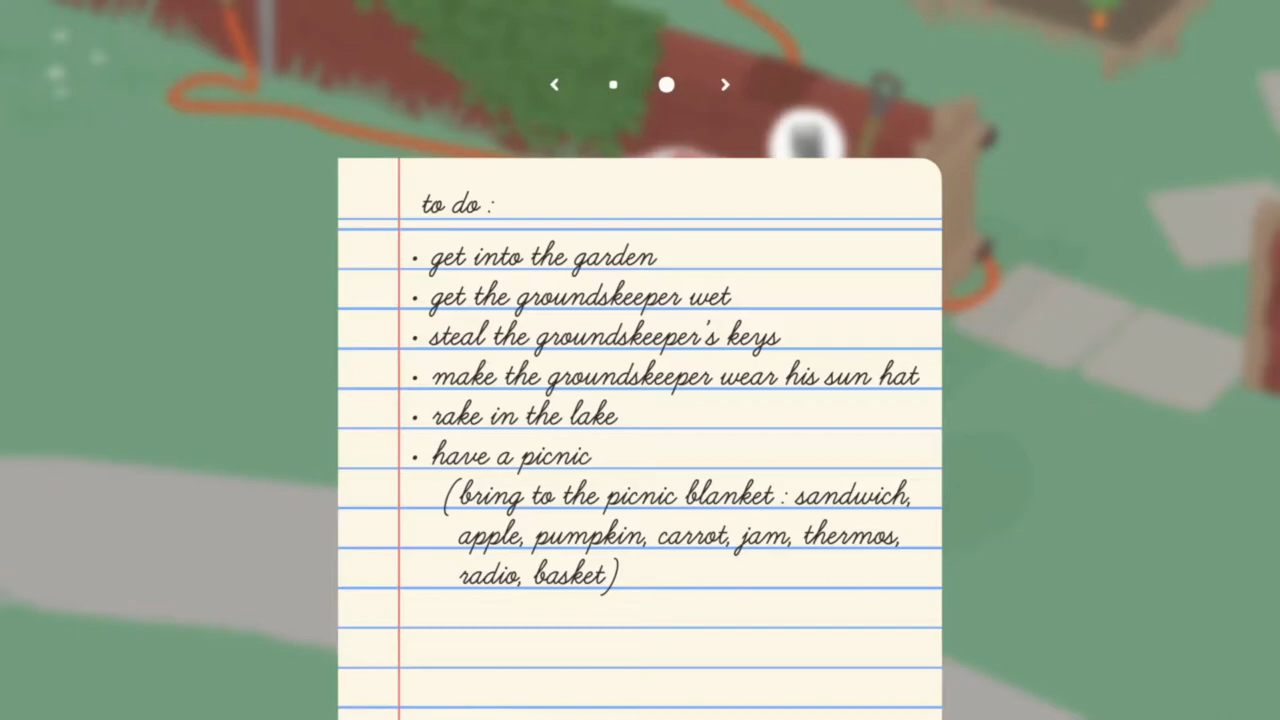 to do :
• get into the garden
• get the groundskeeper wet
• steal the groundskeeper's keys
• make the groundskeeper wear his sun hat
• rake in the lake
• have a picnic
(bring to the picnic blanket : sandwich,
apple, pumpkin, carrot, jam, thermos,
radio, basket)